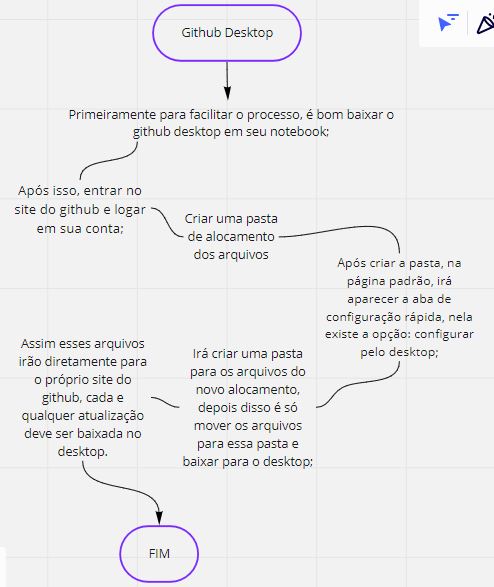 Github Desktop
Primeiramente para facilitar o processo, é bom baixar o
github desktop em seu notebook;
Após isso, entrar no
site do github e logar
em sua conta;
Criar uma pasta
de alocamento
dos arquivos
Após criar a pasta, na
página padrão, irá
aparecer a aba de
configuração rápida, nela
existe a opção: configurar
pelo desktop;
Irá criar uma pasta
para os arquivos do
novo alocamento,
depois disso é só
mover os arquivos
para essa pasta e
baixar para o desktop;
Assim esses arquivos
irão diretamente para
o próprio site do
github, cada e
qualquer atualização
deve ser baixada no
desktop.
FIM